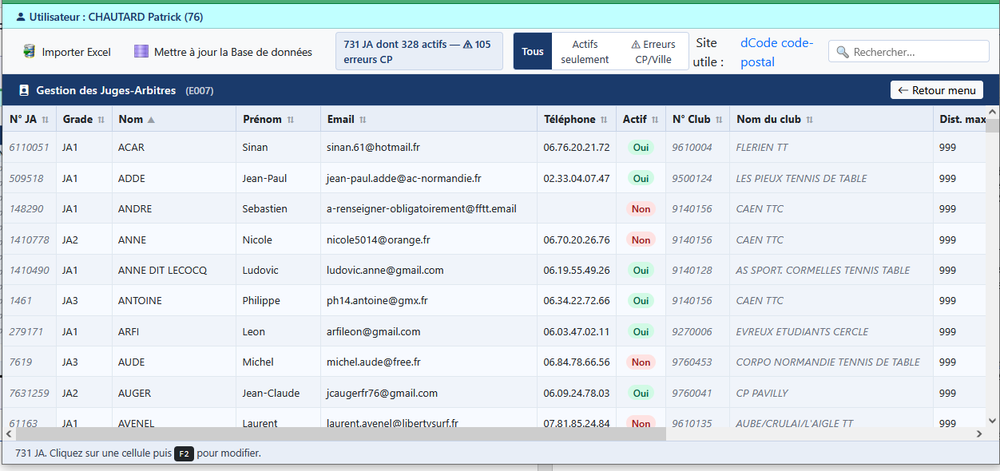 Utilisateur : CHAUTARD Patrick (76)
Importer Excel
Mettre à jour la Base de données
731 JA dont 328 actifs — ⚠ 105
erreurs CP
Tous
Actifs
seulement
⚠ Erreurs
CP/Ville
Site
utile :
dCode code-
postal
Rechercher...
Gestion des Juges-Arbitres (E007)
← Retour menu
N° JA Grade Nom Prénom Email Téléphone Actif N° Club Nom du club Dist. max
6110051 JA1 ACAR Sinan sinan.61@hotmail.fr 06.76.20.21.72 Oui 9610004 FLERIEN TT 999
509518 JA1 ADDE Jean-Paul jean-paul.adde@ac-normandie.fr 02.33.04.07.47 Oui 9500124 LES PIEUX TENNIS DE TABLE 999
148290 JA1 ANDRE Sebastien a-renseigner-obligatoirement@fftt.email Non 9140156 CAEN TTC 999
1410778 JA2 ANNE Nicole nicole5014@orange.fr 06.70.20.26.76 Non 9140156 CAEN TTC 999
1410490 JA1 ANNE DIT LECOCQ Ludovic ludovic.anne@gmail.com 06.19.55.49.26 Oui 9140128 AS SPORT. CORMELLES TENNIS TABLE 999
1461 JA3 ANTOINE Philippe ph14.antoine@gmx.fr 06.34.22.72.66 Oui 9140156 CAEN TTC 999
279171 JA1 ARFI Leon arfileon@gmail.com 06.03.47.02.11 Oui 9270006 EVREUX ETUDIANTS CERCLE 999
7619 JA3 AUDE Michel michel.aude@free.fr 06.84.78.66.56 Non 9760453 CORPO NORMANDIE TENNIS DE TABLE 999
7631259 JA2 AUGER Jean-Claude jcaugerfr76@gmail.com 06.09.24.78.03 Oui 9760041 CP PAVILLY 999
61163 JA1 AVENEL Laurent laurent.avenel@libertysurf.fr 07.81.85.24.84 Non 9610135 AUBE/CRULAI/L'AIGLE TT 999
731 JA. Cliquez sur une cellule puis F2 pour modifier.